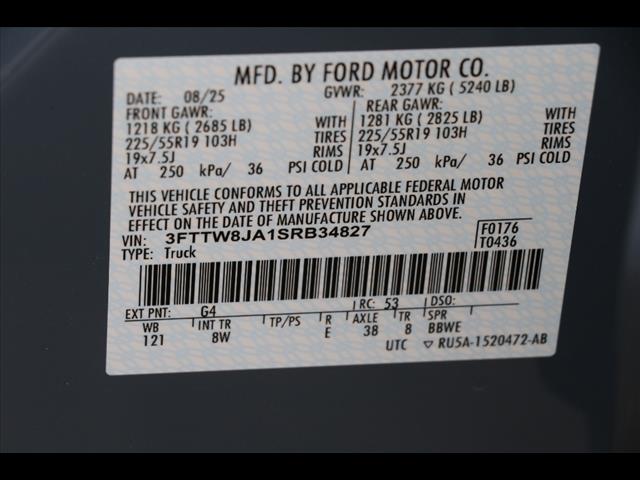 MFD. BY FORD MOTOR CO.
DATE: 08/25 GVWR: 2377 KG ( 5240 LB)
FRONT GAWR: REAR GAWR:
1218 KG ( 2685 LB) WITH 1281 KG ( 2825 LB) WITH
225/55R19 103H TIRES 225/55R19 103H TIRES
19x7.5J RIMS 19x7.5J RIMS
AT 250 kPa/ 36 PSI COLD AT 250 kPa/ 36 PSI COLD
THIS VEHICLE CONFORMS TO ALL APPLICABLE FEDERAL MOTOR
VEHICLE SAFETY AND THEFT PREVENTION STANDARDS IN
EFFECT ON THE DATE OF MANUFACTURE SHOWN ABOVE.
VIN: 3FTTW8JA1SRB34827 F0176
TYPE: Truck T0436
EXT PNT: G4 RC: 53 DSO:
WB INT TR TP/PS R AXLE TR SPR
121 8W E 38 8 BBWE
UTC ▽ RU5A-1520472-AB